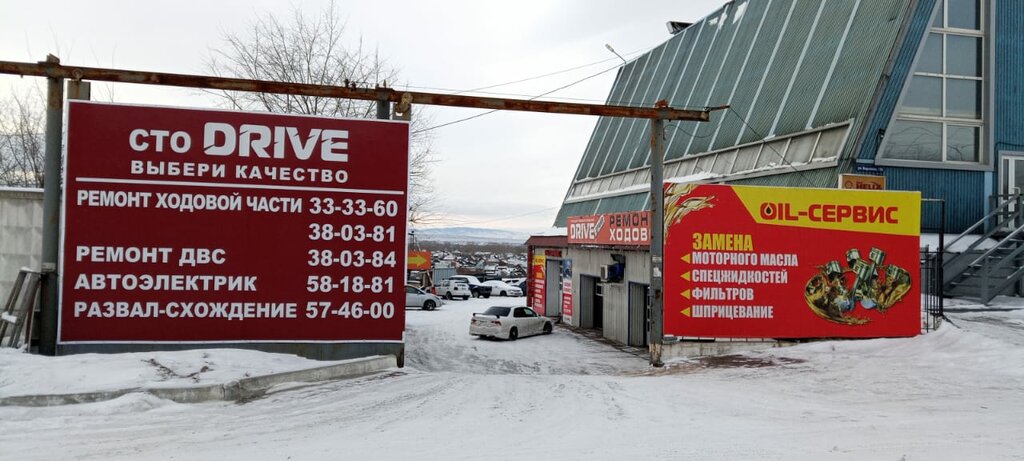 СТО DRIVE
ВЫБЕРИ КАЧЕСТВО
РЕМОНТ ХОДОВОЙ ЧАСТИ 33-33-60
38-03-81
РЕМОНТ ДВС 38-03-84
АВТОЭЛЕКТРИК 58-18-81
РАЗВАЛ-СХОЖДЕНИЕ 57-46-00
DRIVE РЕМОНТ
ХОДОВ
OIL-СЕРВИС
ЗАМЕНА
МОТОРНОГО МАСЛА
СПЕЦЖИДКОСТЕЙ
ФИЛЬТРОВ
ШПРИЦЕВАНИЕ